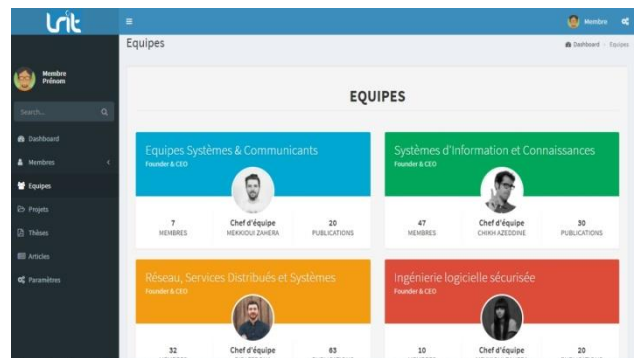 lrit
Membre
Equipes
Dashboard > Equipes
Membre
Prénom
Search...
Dashboard
Membres
Equipes
Projets
Thèses
Articles
Paramètres
EQUIPES
Equipes Systèmes & Communicants
Founder & CEO
7
MEMBRES
Chef d'équipe
MEKKIOUI ZAHERA
20
PUBLICATIONS
Systèmes d'Information et Connaissances
Founder & CEO
47
MEMBRES
Chef d'équipe
CHIKH AZEDDINE
30
PUBLICATIONS
Réseau, Services Distribués et Systèmes
Founder & CEO
32
Chef d'équipe
63
Ingénierie logicielle sécurisée
Founder & CEO
10
Chef d'équipe
20